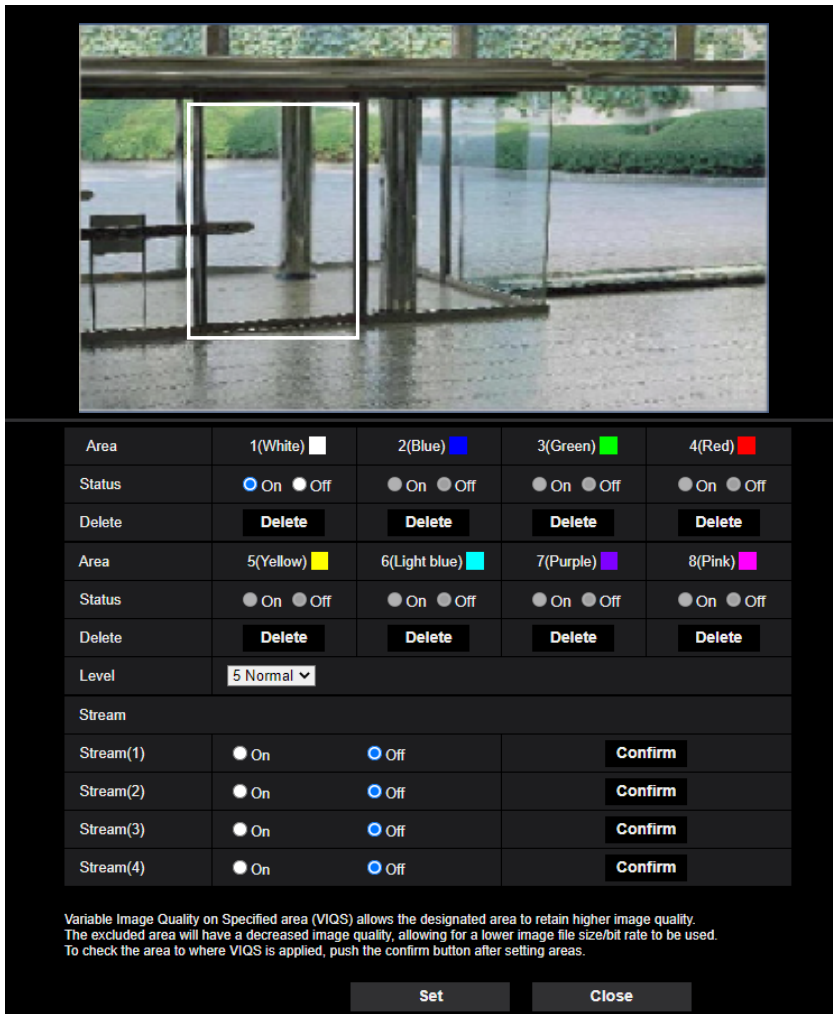 Area 1(White) 2(Blue) 3(Green) 4(Red)
Status On Off On Off On Off On Off
Delete Delete Delete Delete Delete
Area 5(Yellow) 6(Light blue) 7(Purple) 8(Pink)
Status On Off On Off On Off On Off
Delete Delete Delete Delete Delete
Level 5 Normal
Stream
Stream(1) On Off Confirm
Stream(2) On Off Confirm
Stream(3) On Off Confirm
Stream(4) On Off Confirm
Variable Image Quality on Specified area (VIQS) allows the designated area to retain higher image quality.
The excluded area will have a decreased image quality, allowing for a lower image file size/bit rate to be used.
To check the area to where VIQS is applied, push the confirm button after setting areas.
Set Close